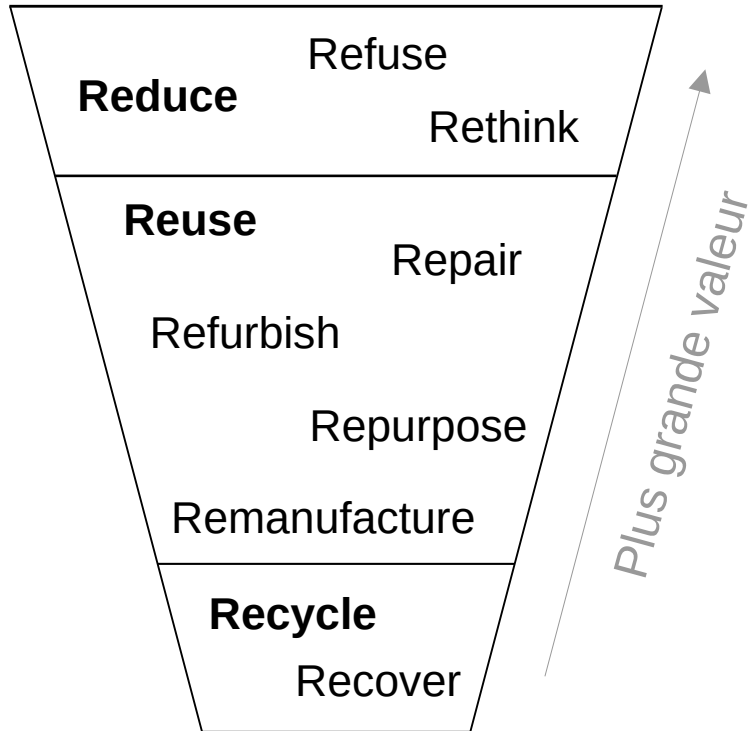 Refuse
Reduce
Rethink
Reuse
Repair
Refurbish
Repurpose
Remanufacture
Recycle
Recover
Plus grande valeur